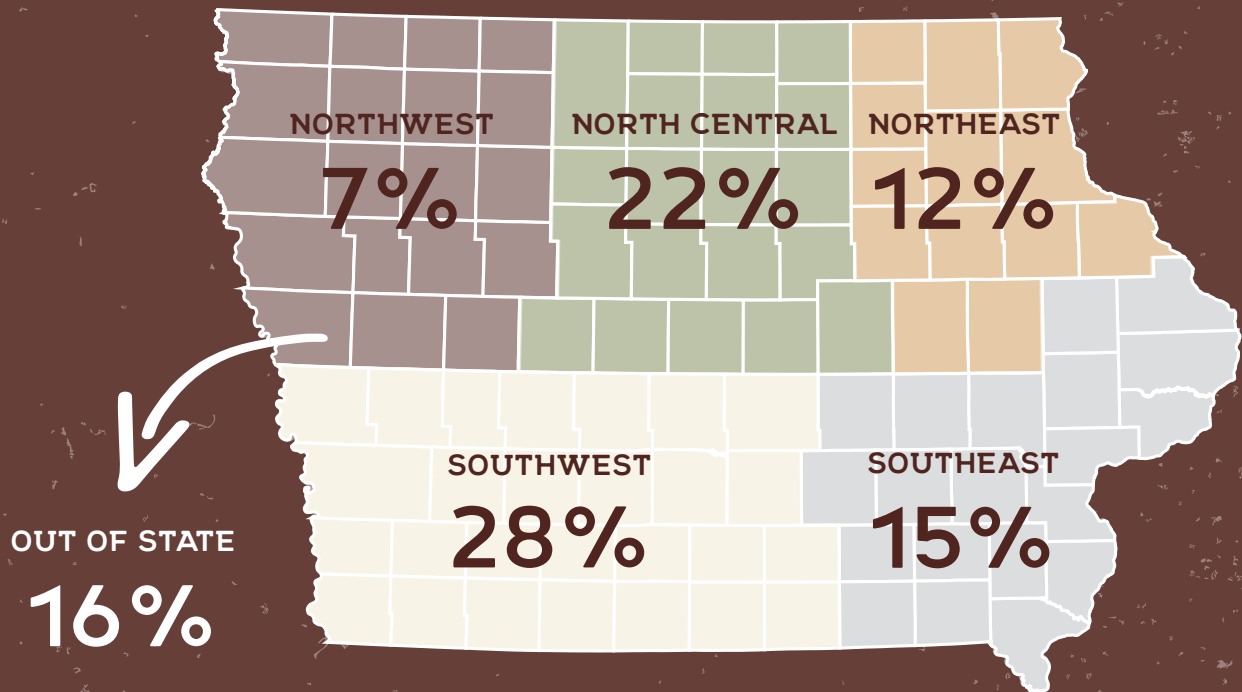 NORTHWEST
7%
NORTH CENTRAL
22%
NORTHEAST
12%
SOUTHWEST
28%
SOUTHEAST
15%
OUT OF STATE
16%